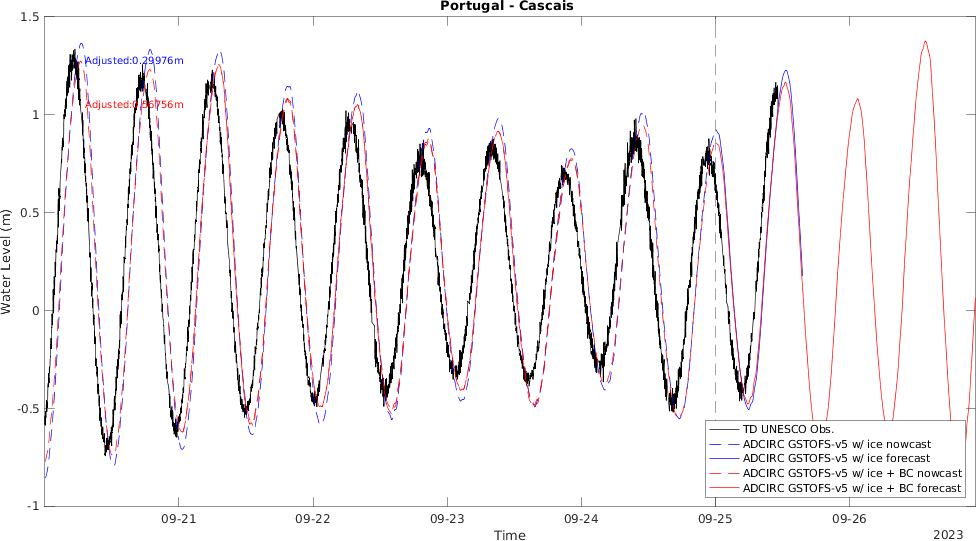 Portugal - Cascais
1.5
Adjusted:0.29976m
Adjusted:0.56756m
1
0.5
0
-0.5
-1
Water Level (m)
TD UNESCO Obs.
ADCIRC GSTOFS-v5 w/ ice nowcast
ADCIRC GSTOFS-v5 w/ ice forecast
ADCIRC GSTOFS-v5 w/ ice + BC nowcast
ADCIRC GSTOFS-v5 w/ ice + BC forecast
09-21 09-22 09-23 09-24 09-25 09-26
Time
2023